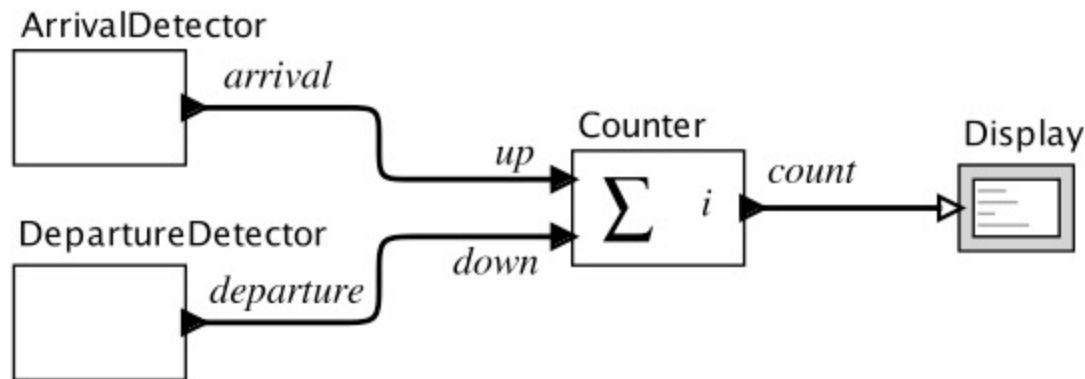 ArrivalDetector
arrival
Counter
Display
up
Σ i
count
DepartureDetector
down
departure